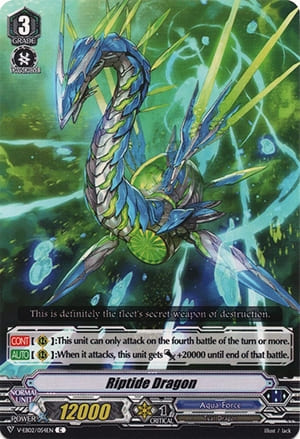 3
GRADE
This is definitely the fleet's secret weapon of destruction.
CONT [ R ]:This unit can only attack on the fourth battle of the turn or more.
AUTO [ R ]:When it attacks, this unit gets +20000 until end of that battle.
Riptide Dragon
NORMAL UNIT
POWER 12000
1
CRITICAL
Aqua Force
Tear Dragon
V-EB02/054EN C
Illust / Jack